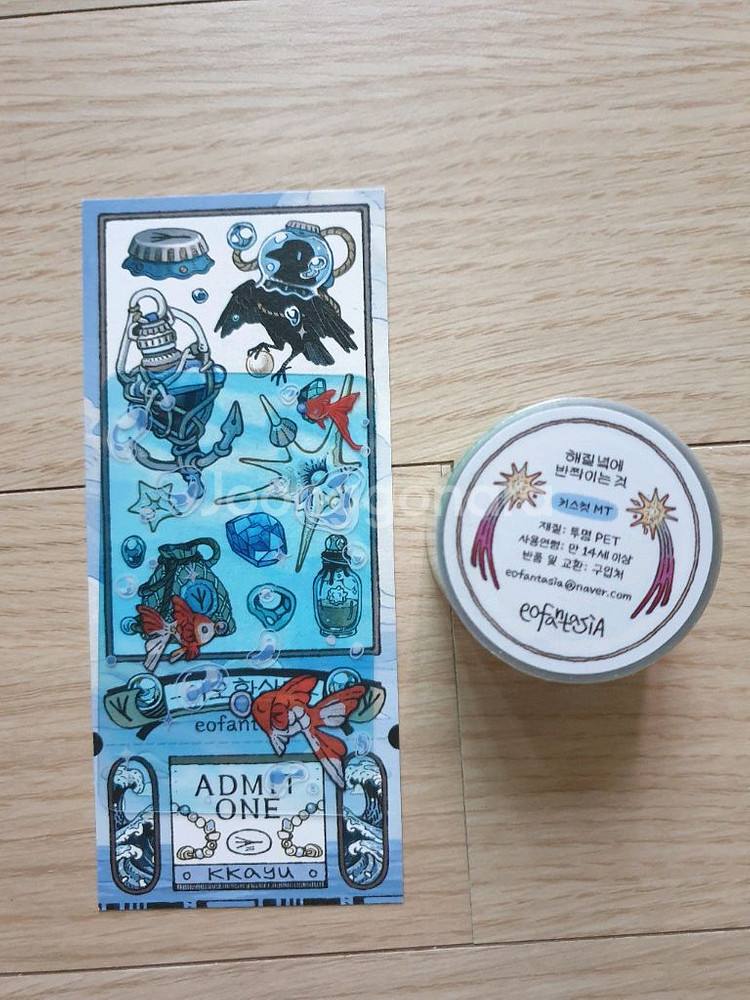 eofant
ADMIT
ONE
KKAYU
해질녘에
반짝이는 것
키스컷 MT
재질: 투명 PET
사용연령: 만 14세 이상
반품 및 교환: 구입처
eofantasia@naver.com
eofantasia